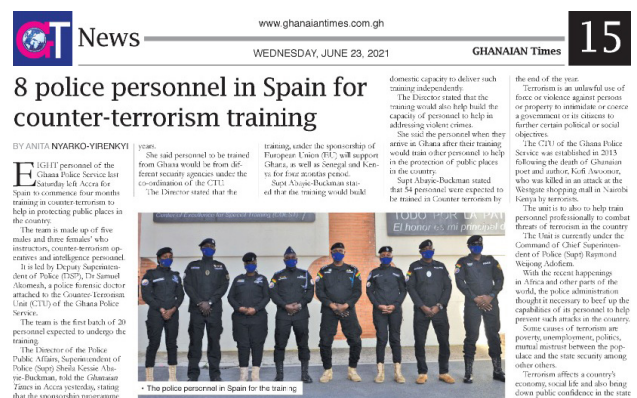 GT News
www.ghanaiantimes.com.gh
WEDNESDAY, JUNE 23, 2021
GHANAIAN Times
15
8 police personnel in Spain for
counter-terrorism training
BY ANITA NYARKO-YIRENKYI
EIGHT personnel of the
Ghana Police Service last
Saturday left Accra for
Spain to commence four months
training in counter-terrorism to
help in protecting public places in
the country.
The team is made up of five
males and three females' who
instructors, counter-terrorism op-
eratives and intelligence personnel.
It is led by Deputy Superinten-
dent of Police (DSP), Dr Samuel
Akomesh, a police forensic doctor
attached to the Counter-Terrorism
Unit (CTU) of the Ghana Police
Service.
The team is the first batch of 20
personnel expected to undergo the
training.
The Director of the Police
Public Affairs, Superintendent of
Police (Supt) Sheila Kessie Aba-
yie-Buckman, told the Ghanaian
Times in Accra yesterday, stating
that the sponsorship programme
years.
She said personnel to be trained
from Ghana would be from dif-
ferent security agencies under the
co-ordination of the CTU.
The Director stated that the
training, under the sponsorship of
European Union (EU) will support
Ghana, as well as Senegal and Ken-
ya for four months period.
Supt Abayie-Buckman stat-
ed that the training would build
domestic capacity to deliver such
training independently.
The Director stated that the
training would also help build the
capacity of personnel to help in
addressing violent crimes.
She said the personnel when they
arrive in Ghana after their training
would train other personnel to help
in the protection of public places
in the country.
Supt Abayie-Buckman stated
that 54 personnel were expected to
be trained in Counter terrorism by
the end of the year.
Terrorism is an unlawful use of
force or violence against persons
or property to intimidate or coerce
a government or its citizens to
further certain political or social
objectives.
The CTU of the Ghana Police
Service was established in 2013
following the death of Ghanaian
poet and author, Kofi Awoonor,
who was killed in an attack at the
Westgate shopping mall in Nairobi
Kenya by terrorists.
The unit is to also to help train
personnel professionally to combat
threats of terrorism in the country
The Unit is currently under the
Command of Chief Superinten-
dent of Police (Supt) Raymond
Weijong Adofiem.
With the recent happenings
in Africa and other parts of the
world, the police administration
thought it necessary to beef up the
capabilities of its personnel to help
prevent such attacks in the country.
Some causes of terrorism are
poverty, unemployment, politics,
mutual mistrust between the pop-
ulace and the state security among
other others.
Terrorism affects a country's
economy, social life and also bring
down public confidence in the state
TODO POR LA PAT
El honor es mi principal d
• The police personnel in Spain for the training